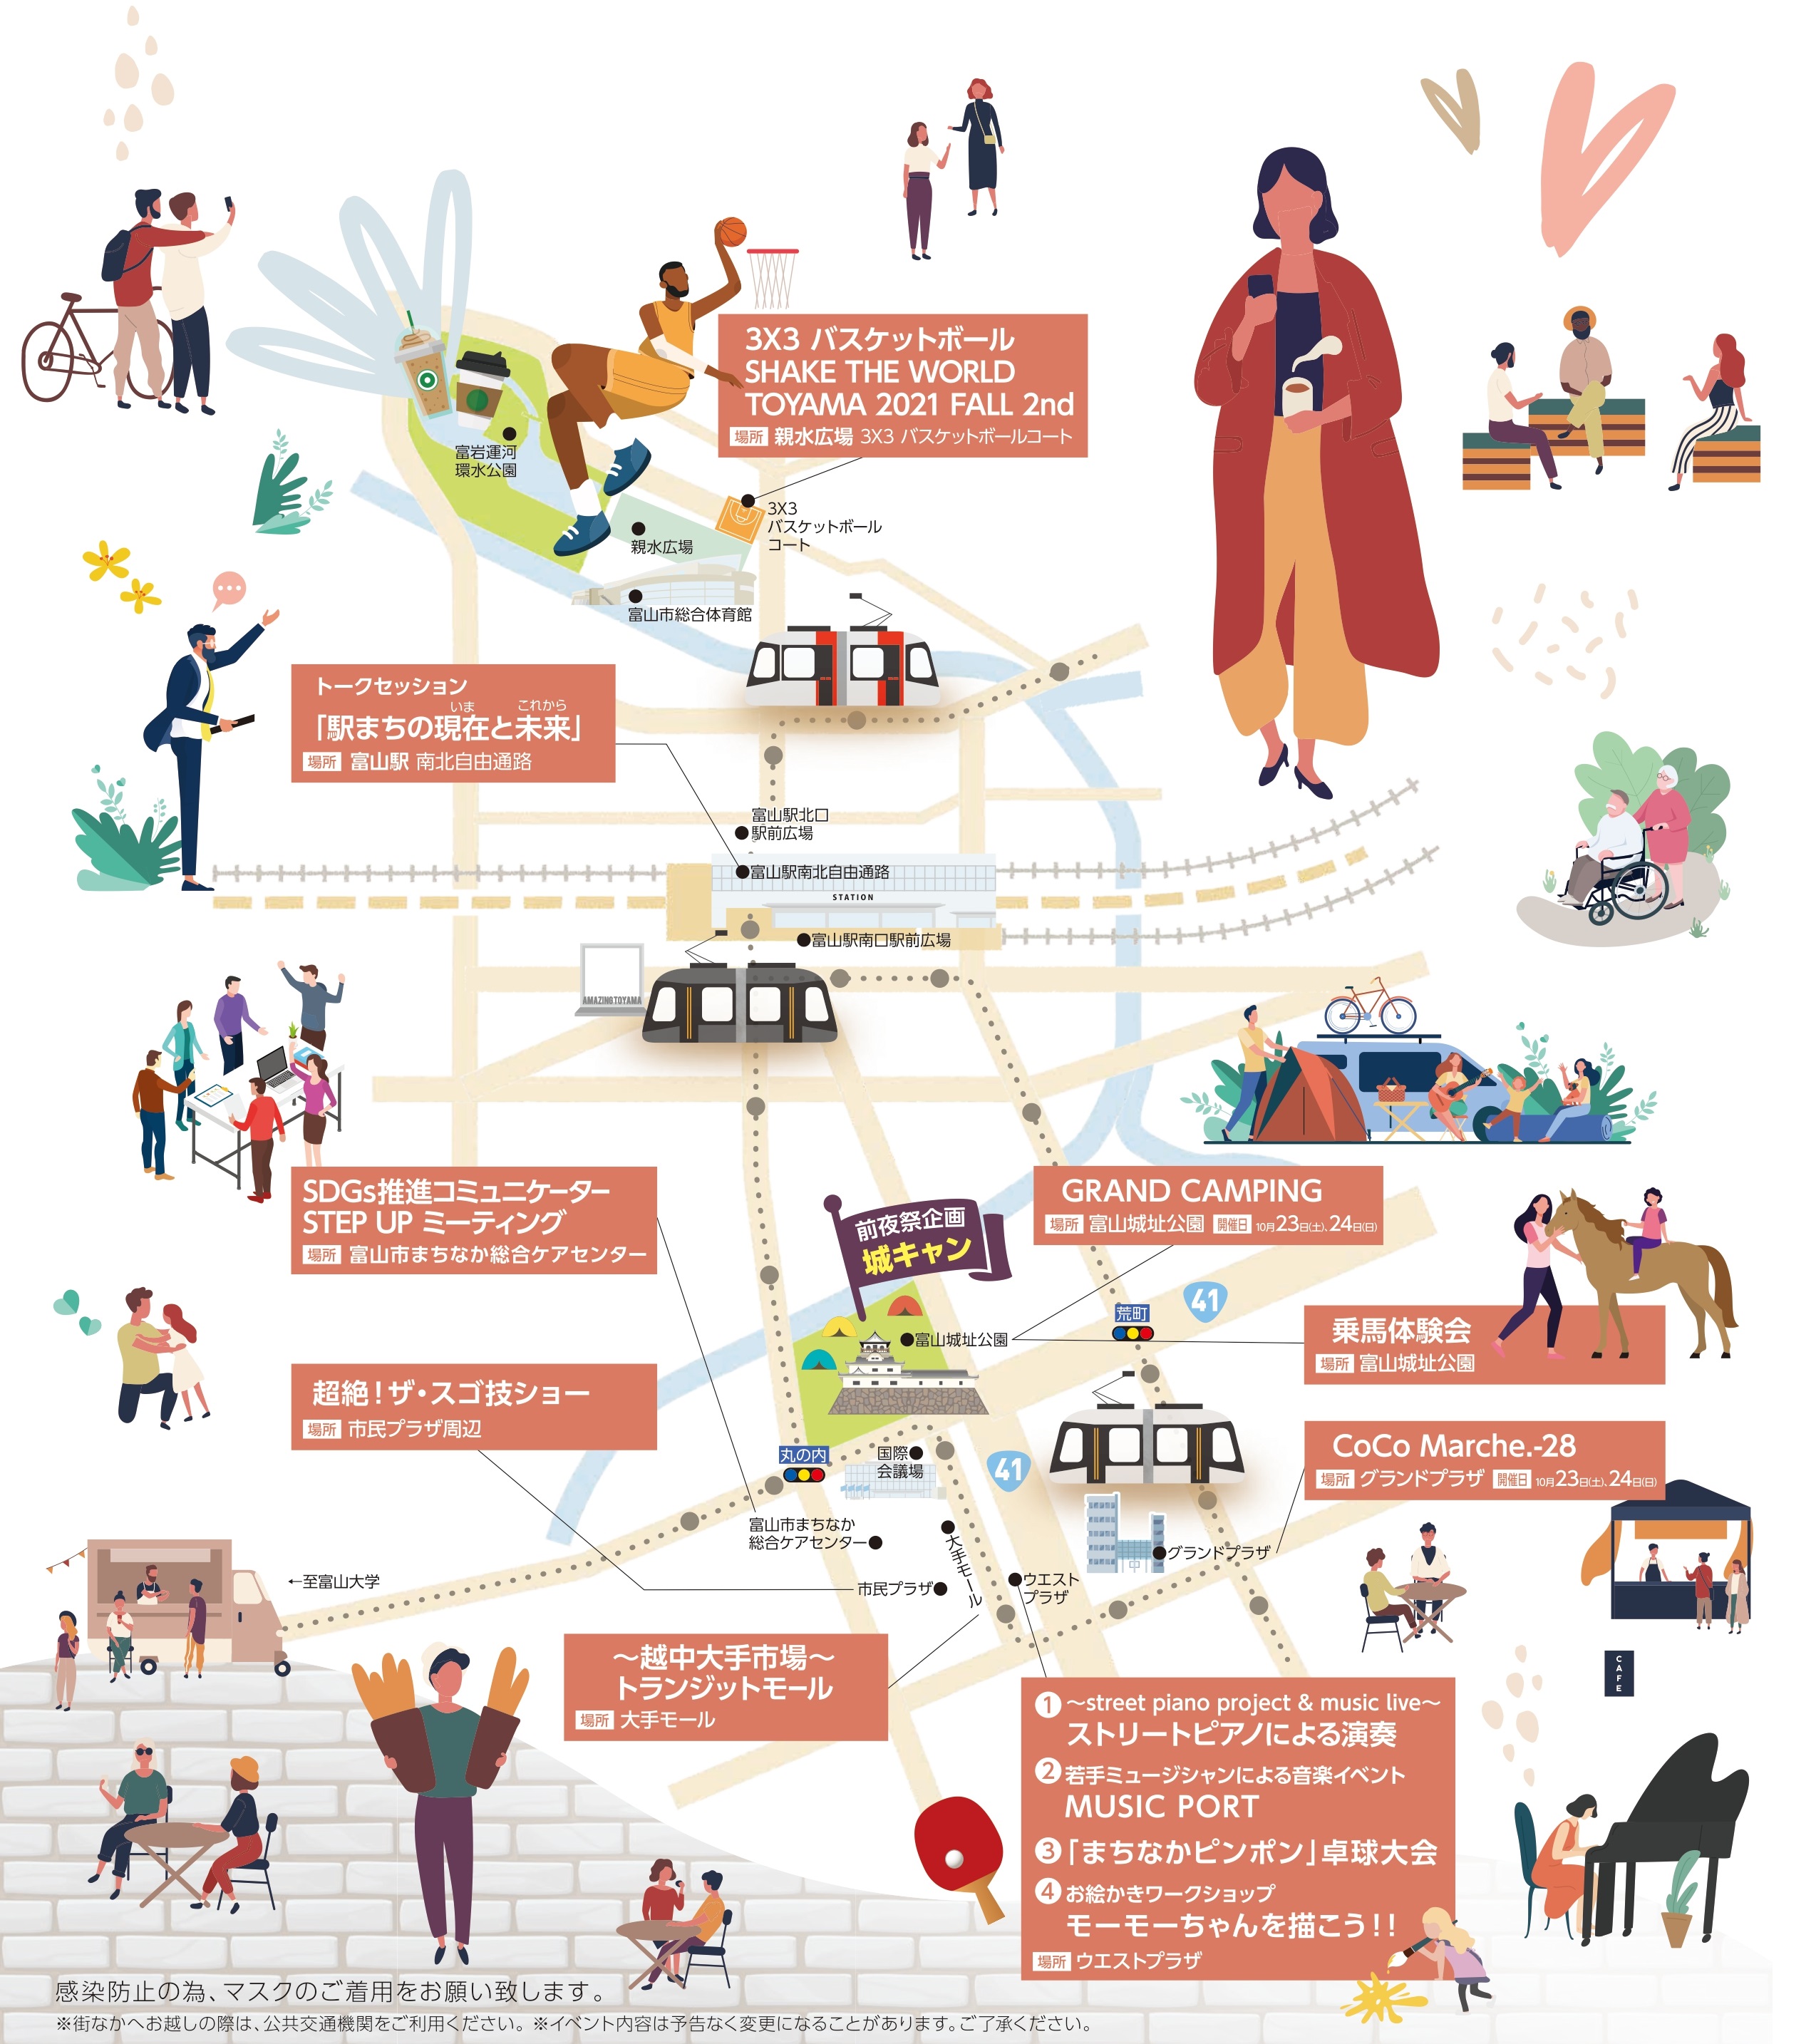 3X3 バスケットボール
SHAKE THE WORLD
TOYAMA 2021 FALL 2nd
場所 親水広場 3X3 バスケットボールコート
富岩運河
環水公園
3X3
バスケットボール
コート
親水広場
富山市総合体育館
トークセッション
いま これから
「駅まちの現在と未来」
場所 富山駅 南北自由通路
富山駅北口
駅前広場
富山駅南北自由通路
STATION
富山駅南口駅前広場
AMAZING TOYAMA
SDGs推進コミュニケーター
STEP UP ミーティング
場所 富山市まちなか総合ケアセンター
前夜祭企画
城キャン
GRAND CAMPING
場所 富山城址公園 開催日 10月23日(土)、24日(日)
41
荒町
富山城址公園
乗馬体験会
場所 富山城址公園
超絶!ザ・スゴ技ショー
場所 市民プラザ周辺
CoCo Marche.-28
場所 グランドプラザ 開催日 10月23日(土)、24日(日)
丸の内
国際
会議場
41
富山市まちなか
総合ケアセンター
大手モール
グランドプラザ
←至富山大学
市民プラザ
ウエスト
プラザ
～越中大手市場～
トランジットモール
場所 大手モール
CAFE
1 ～street piano project & music live～
ストリートピアノによる演奏
2 若手ミュージシャンによる音楽イベント
MUSIC PORT
3 「まちなかピンポン」卓球大会
4 お絵かきワークショップ
モーモーちゃんを描こう!!
場所 ウエストプラザ
感染防止の為、マスクのご着用をお願い致します。
※街なかへお越しの際は、公共交通機関をご利用ください。 ※イベント内容は予告なく変更になることがあります。ご了承ください。